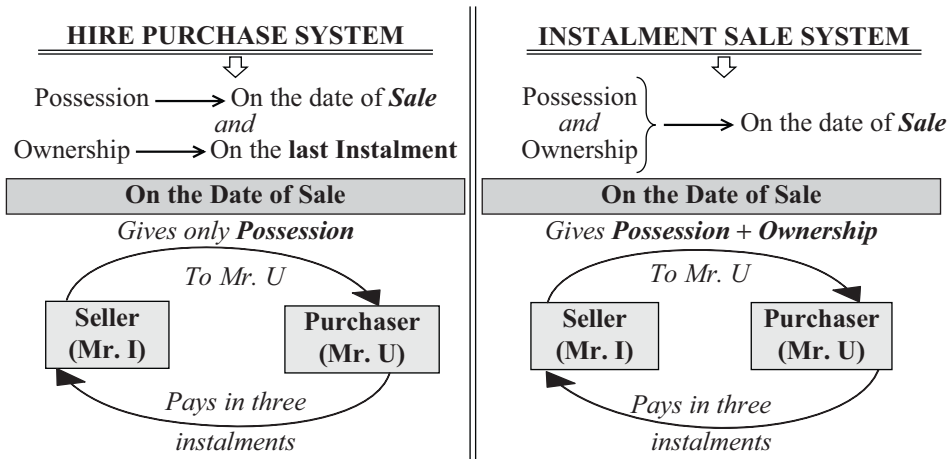 HIRE PURCHASE SYSTEM
Possession
On the date of Sale
and
Ownership
On the last Instalment
On the Date of Sale
Gives only Possession
To Mr. U
Seller
(Mr. I)
Purchaser
(Mr. U)
Pays in three
instalments
INSTALMENT SALE SYSTEM
Possession
and
Ownership
On the date of Sale
On the Date of Sale
Gives Possession + Ownership
To Mr. U
Seller
(Mr. I)
Purchaser
(Mr. U)
Pays in three
instalments